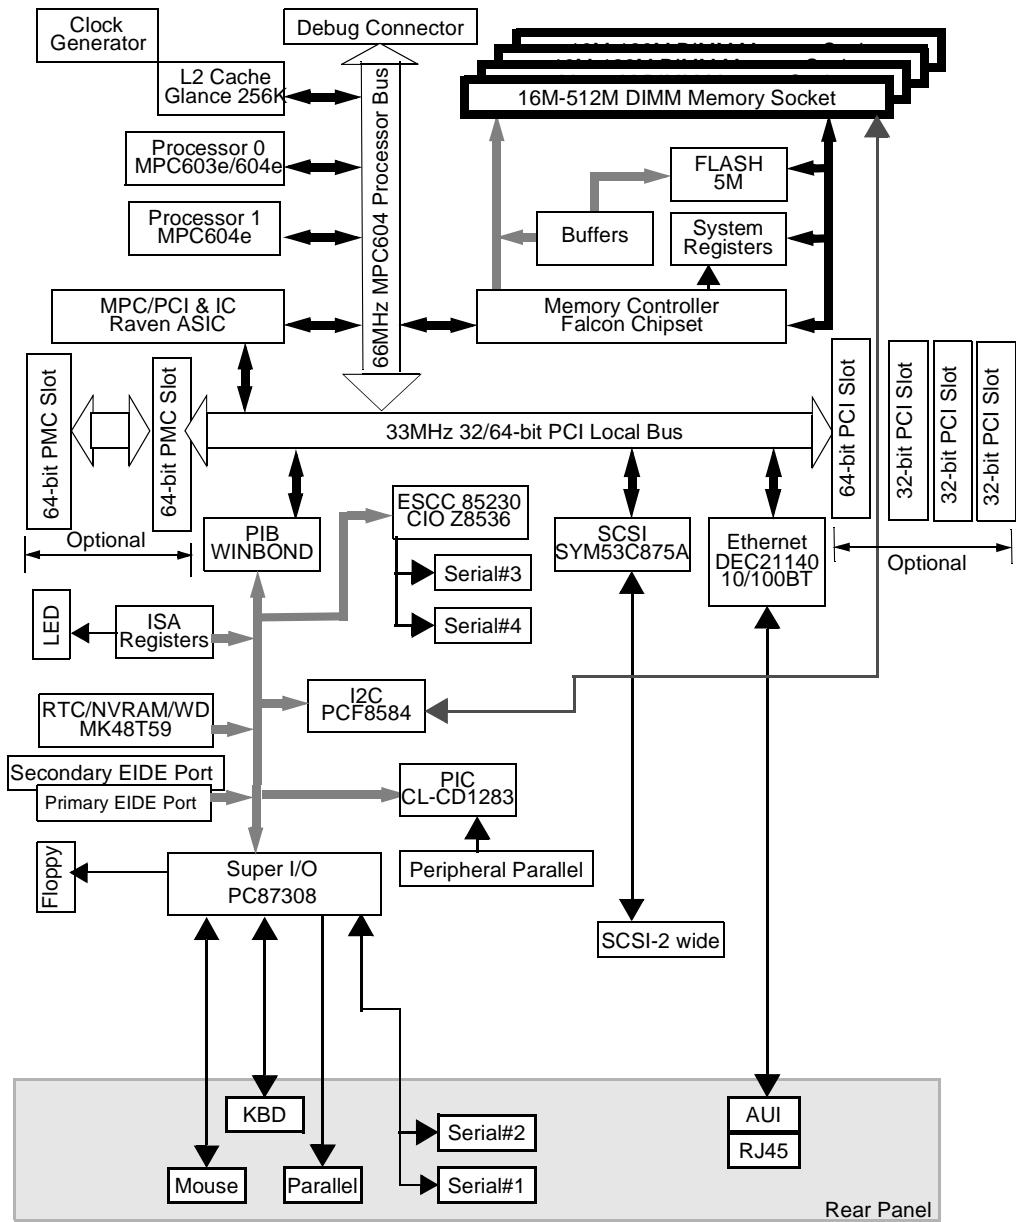 Clock
Generator
Debug Connector
L2 Cache
Glance 256K
16M-512M DIMM Memory Socket
Processor 0
MPC603e/604e
66MHz MPC604 Processor Bus
FLASH
5M
Processor 1
MPC604e
Buffers
System
Registers
MPC/PCI & IC
Raven ASIC
Memory Controller
Falcon Chipset
64-bit PMC Slot
64-bit PMC Slot
33MHz 32/64-bit PCI Local Bus
64-bit PCI Slot
32-bit PCI Slot
32-bit PCI Slot
32-bit PCI Slot
Optional
PIB
WINBOND
ESCC 85230
CIO Z8536
SCSI
SYM53C875A
Ethernet
DEC21140
10/100BT
Optional
Serial#3
Serial#4
LED
ISA
Registers
RTC/NVRAM/WD
MK48T59
I2C
PCF8584
Secondary EIDE Port
Primary EIDE Port
PIC
CL-CD1283
Floppy
Super I/O
PC87308
Peripheral Parallel
SCSI-2 wide
KBD
AUI
Serial#2
RJ45
Mouse
Parallel
Serial#1
Rear Panel